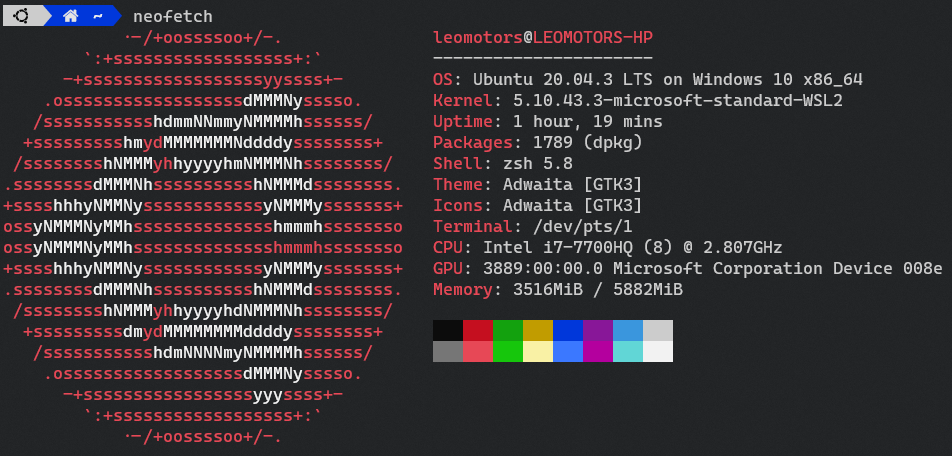 ~ neofetch
.-/+oossssoo+/-.
`:+ssssssssssssssssss+:`
-+ssssssssssssssssssyyssss+-
.ossssssssssssssssssdMMMNysssso.
/ssssssssssshdmmNNmmyNMMMMhssssss/
+ssssssssshmydMMMMMMMNddddyssssssss+
/sssssssshNMMMyhhyyyyhmNMMMNhssssssss/
.ssssssssdMMMNhsssssssssshNMMMdssssssss.
+sssshhhyNMMNyssssssssssssyNMMMysssssss+
ossyNMMMNyMMhsssssssssssssshmmmhssssssso
ossyNMMMNyMMhsssssssssssssshmmmhssssssso
+sssshhhyNMMNyssssssssssssyNMMMysssssss+
.ssssssssdMMMNhsssssssssshNMMMdssssssss.
/sssssssshNMMMyhhyyyyhdNMMMNhssssssss/
+sssssssssdmydMMMMMMMMddddyssssssss+
/ssssssssssshdmNNNNmyNMMMMhssssss/
.ossssssssssssssssssdMMMNysssso.
-+sssssssssssssssssyyyssss+-
`:+ssssssssssssssssss+:`
.-/+oossssoo+/-.
leomotors@LEOMOTORS-HP
----------------------
OS: Ubuntu 20.04.3 LTS on Windows 10 x86_64
Kernel: 5.10.43.3-microsoft-standard-WSL2
Uptime: 1 hour, 19 mins
Packages: 1789 (dpkg)
Shell: zsh 5.8
Theme: Adwaita [GTK3]
Icons: Adwaita [GTK3]
Terminal: /dev/pts/1
CPU: Intel i7-7700HQ (8) @ 2.807GHz
GPU: 3889:00:00.0 Microsoft Corporation Device 008e
Memory: 3516MiB / 5882MiB